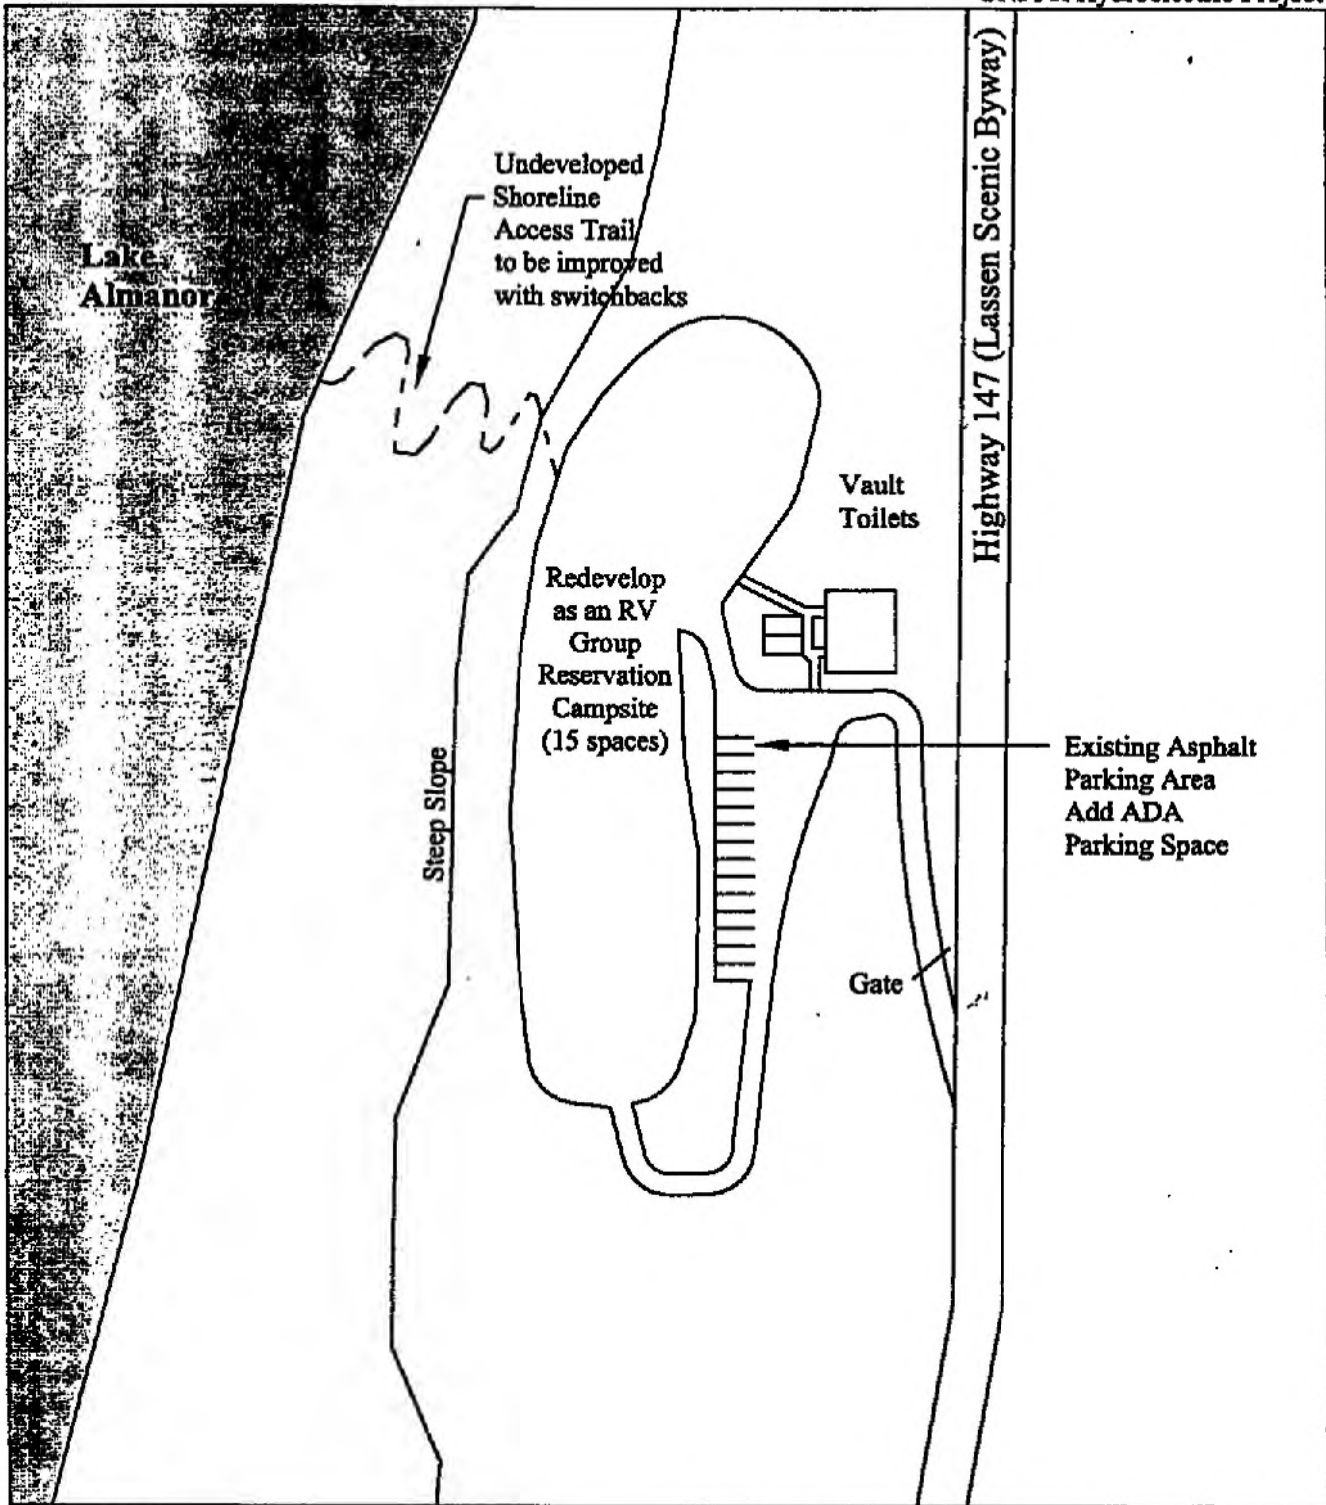 Undeveloped
Shoreline
Access Trail
to be improved
with switchbacks
Lake
Almanor
Highway 147 (Lassen Scenic Byway)
Vault
Toilets
Redevelop
as an RV
Group
Reservation
Campsite
(15 spaces)
Steep Slope
Existing Asphalt
Parking Area
Add ADA
Parking Space
Gate